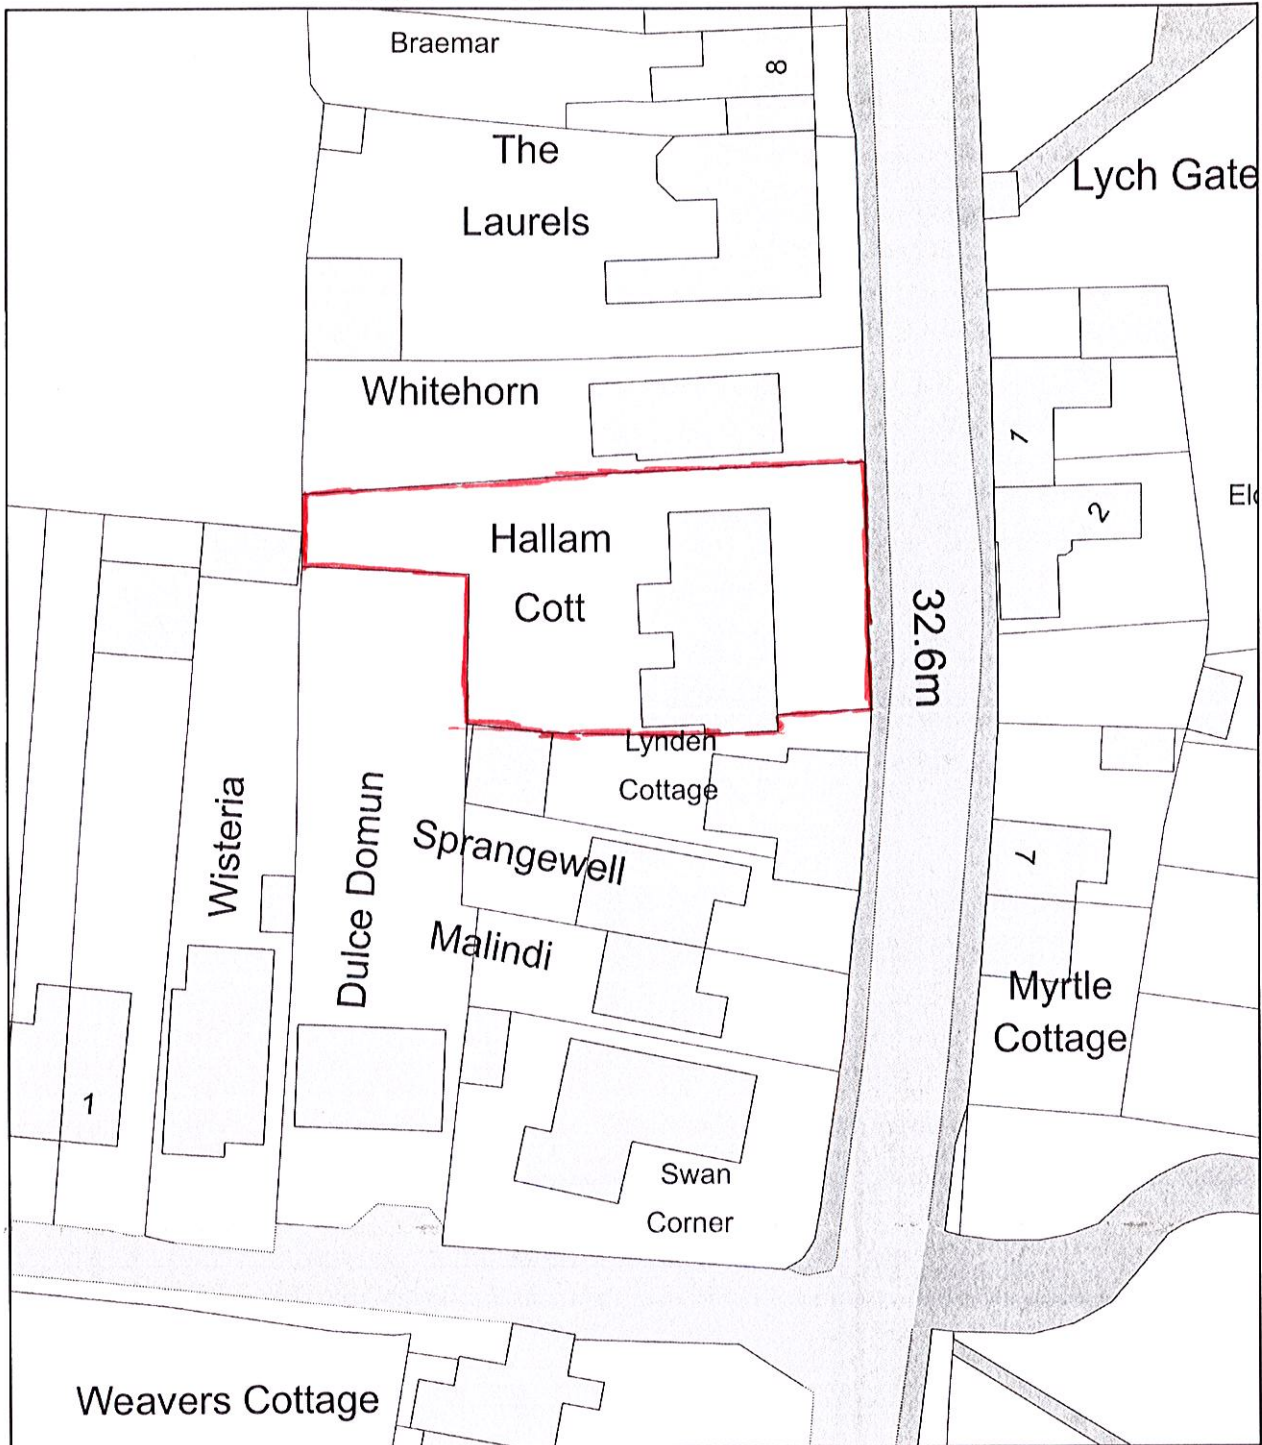 Braemar
8
The
Laurels
Lych Gate
Whitehorn
1
2
Hallam
Cott
32.6m
Lynden
Cottage
Sprangewell
Malindi
Wisteria
Dulce Domun
7
Myrtle
Cottage
1
Swan
Corner
Weavers Cottage